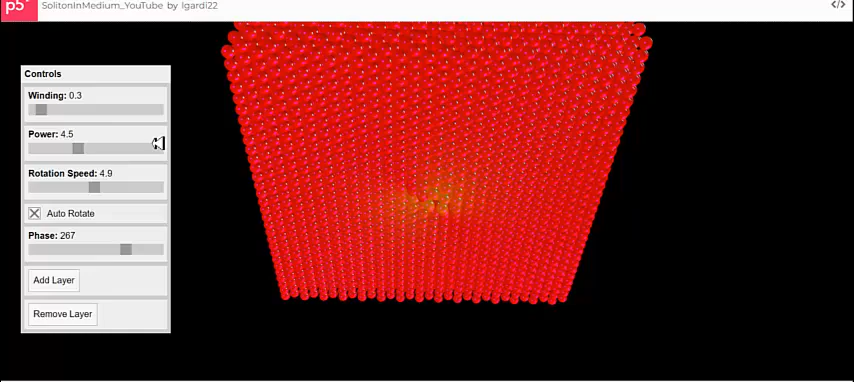 p5*
SolitonInMedium_YouTube by lgardi22
</>
Controls
Winding: 0.3
Power: 4.5
Rotation Speed: 4.9
Auto Rotate
Phase: 267
Add Layer
Remove Layer